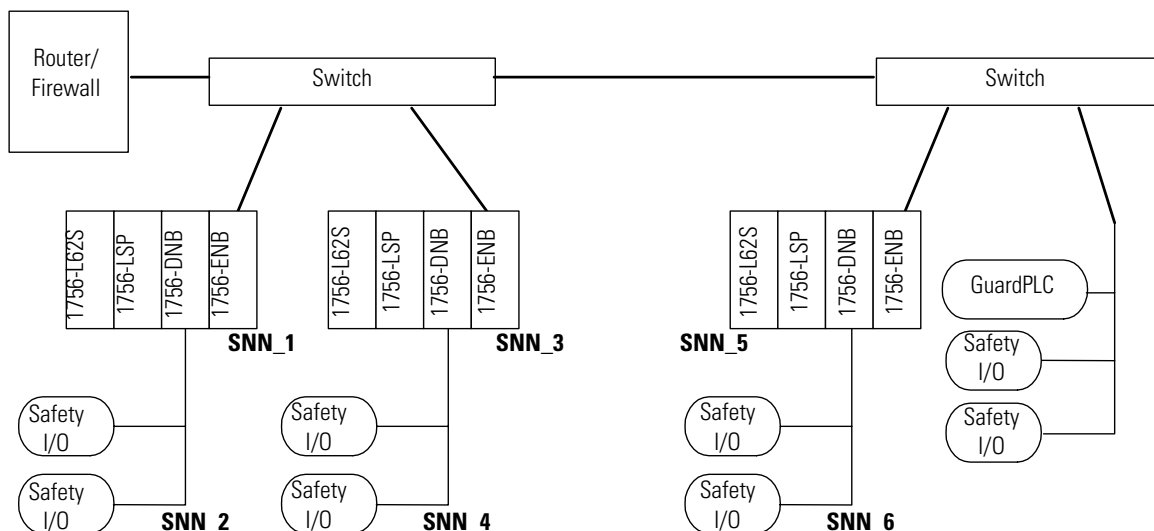 Router/
Firewall
Switch
Switch
1756-L62S
1756-LSP
1756-DNB
1756-ENB
1756-L62S
1756-LSP
1756-DNB
1756-ENB
1756-L62S
1756-LSP
1756-DNB
1756-ENB
GuardPLC
SNN_1
SNN_3
SNN_5
Safety
I/O
Safety
I/O
Safety
I/O
Safety
I/O
Safety
I/O
Safety
I/O
Safety
I/O
Safety
I/O
SNN_2
SNN_4
SNN_6